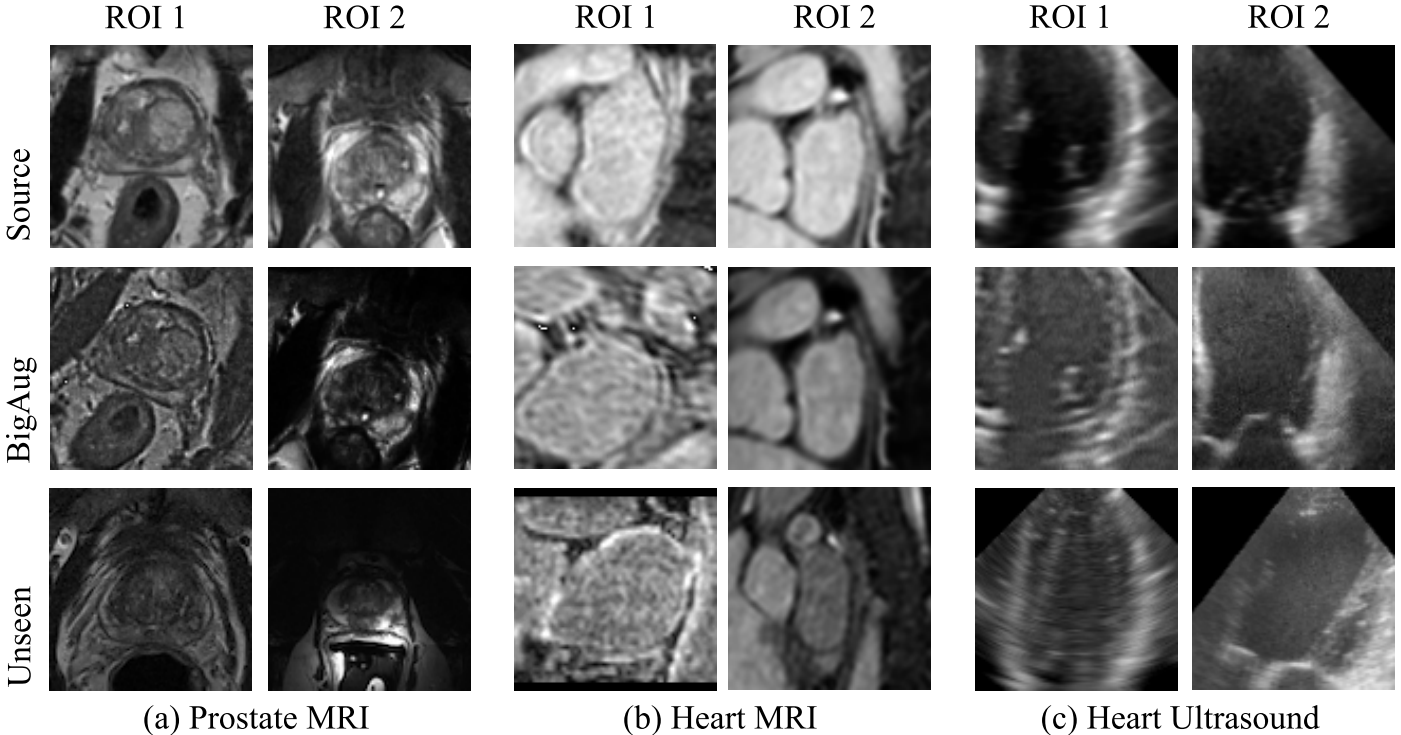 ROI 1 ROI 2 ROI 1 ROI 2 ROI 1 ROI 2
Source
BigAug
Unseen
(a) Prostate MRI (b) Heart MRI (c) Heart Ultrasound